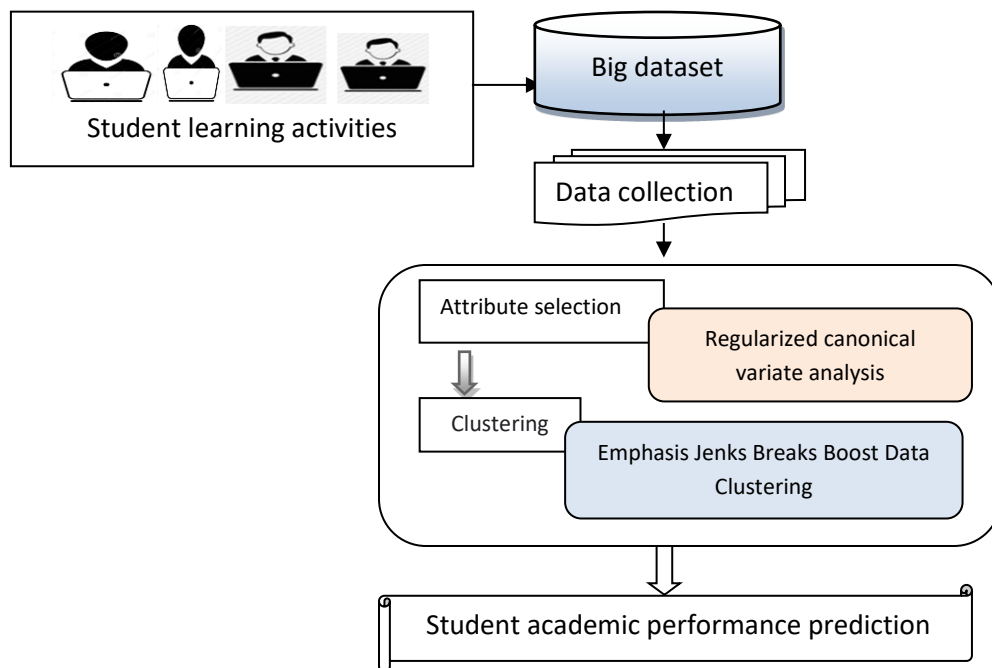 Big dataset
Student learning activities
Data collection
Attribute selection
Regularized canonical
variate analysis
Clustering
Emphasis Jenks Breaks Boost Data
Clustering
Student academic performance prediction